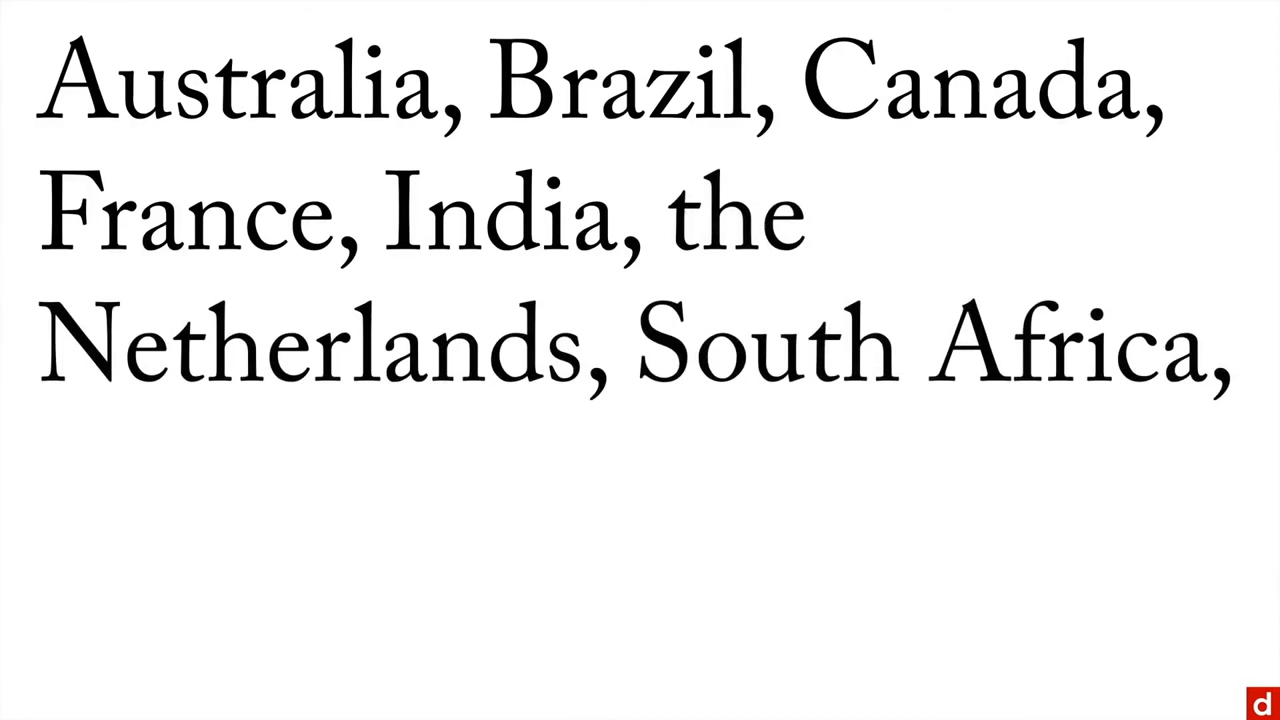 Australia, Brazil, Canada,
France, India, the
Netherlands, South Africa,
d